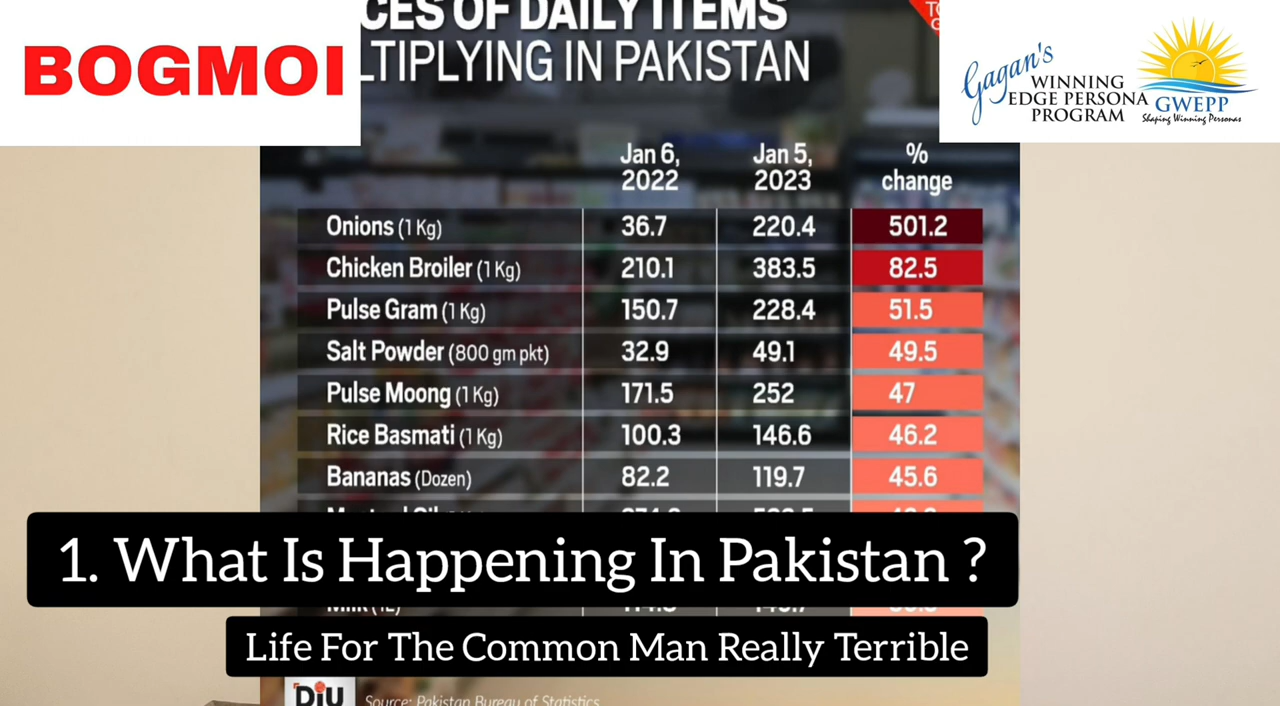 BOGMOI
CES OF DAILY ITEMS
LTIPLYING IN PAKISTAN
Gagan's
WINNING
EDGE PERSONA
PROGRAM
GWEPP
Shaping Winning Personas
Jan 6, 2022 Jan 5, 2023 % change
Onions (1 Kg) 36.7 220.4 501.2
Chicken Broiler (1 Kg) 210.1 383.5 82.5
Pulse Gram (1 Kg) 150.7 228.4 51.5
Salt Powder (800 gm pkt) 32.9 49.1 49.5
Pulse Moong (1 Kg) 171.5 252 47
Rice Basmati (1 Kg) 100.3 146.6 46.2
Bananas (Dozen) 82.2 119.7 45.6
1. What Is Happening In Pakistan ?
Life For The Common Man Really Terrible
DIU
Source: Pakistan Bureau of Statistics